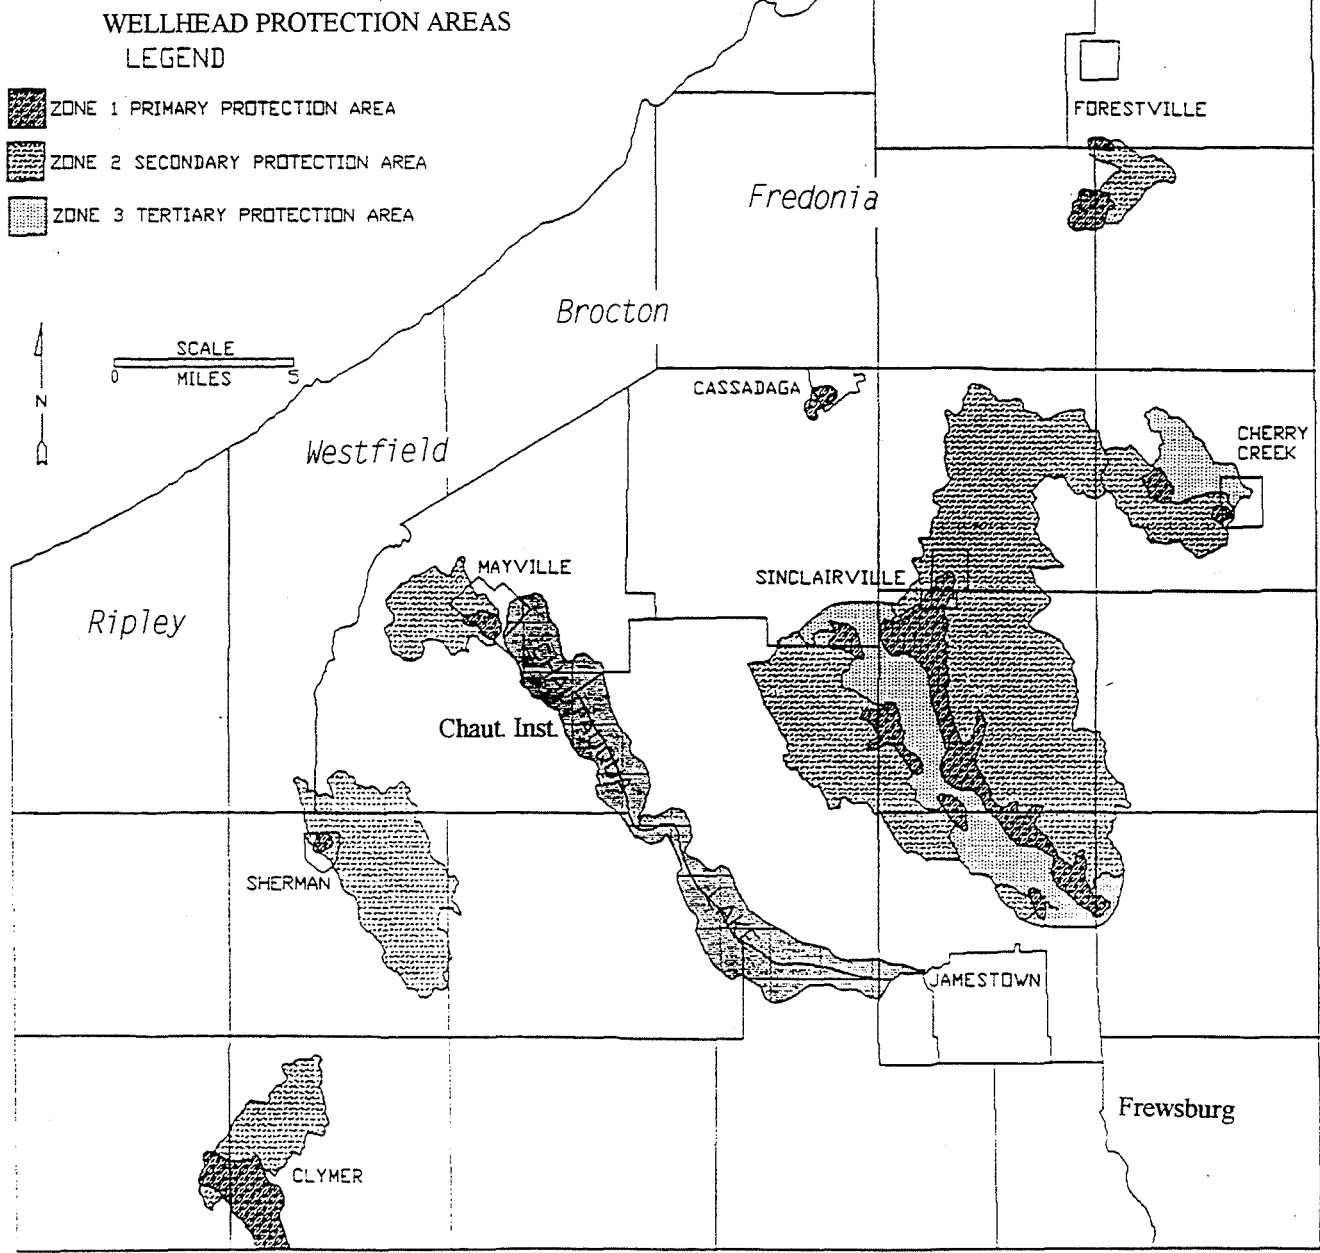 WELLHEAD PROTECTION AREAS
LEGEND
ZONE 1 PRIMARY PROTECTION AREA
ZONE 2 SECONDARY PROTECTION AREA
ZONE 3 TERTIARY PROTECTION AREA
FORESTVILLE
Fredonia
Brocton
SCALE
0 MILES 5
N
CASSADAGA
Westfield
CHERRY
CREEK
MAYVILLE
SINCLAIRVILLE
Ripley
Chaut. Inst.
SHERMAN
LAKE
JAMESTOWN
Frewsburg
CLYMER